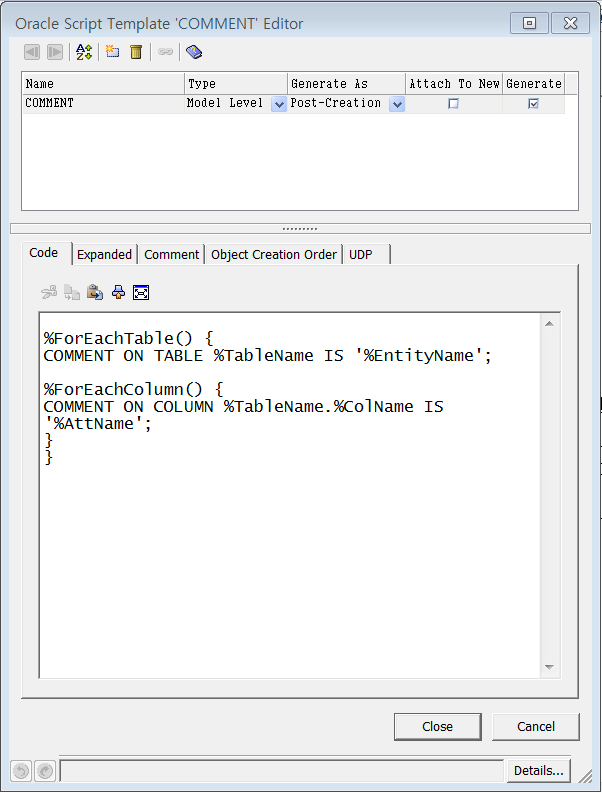 Oracle Script Template 'COMMENT' Editor
Name Type Generate As Attach To New Generate
COMMENT Model Level Post-Creation
Code Expanded Comment Object Creation Order UDP
%ForEachTable() {
COMMENT ON TABLE %TableName IS '%EntityName';
%ForEachColumn() {
COMMENT ON COLUMN %TableName.%ColName IS
'%AttName';
}
}
Close Cancel
Details...